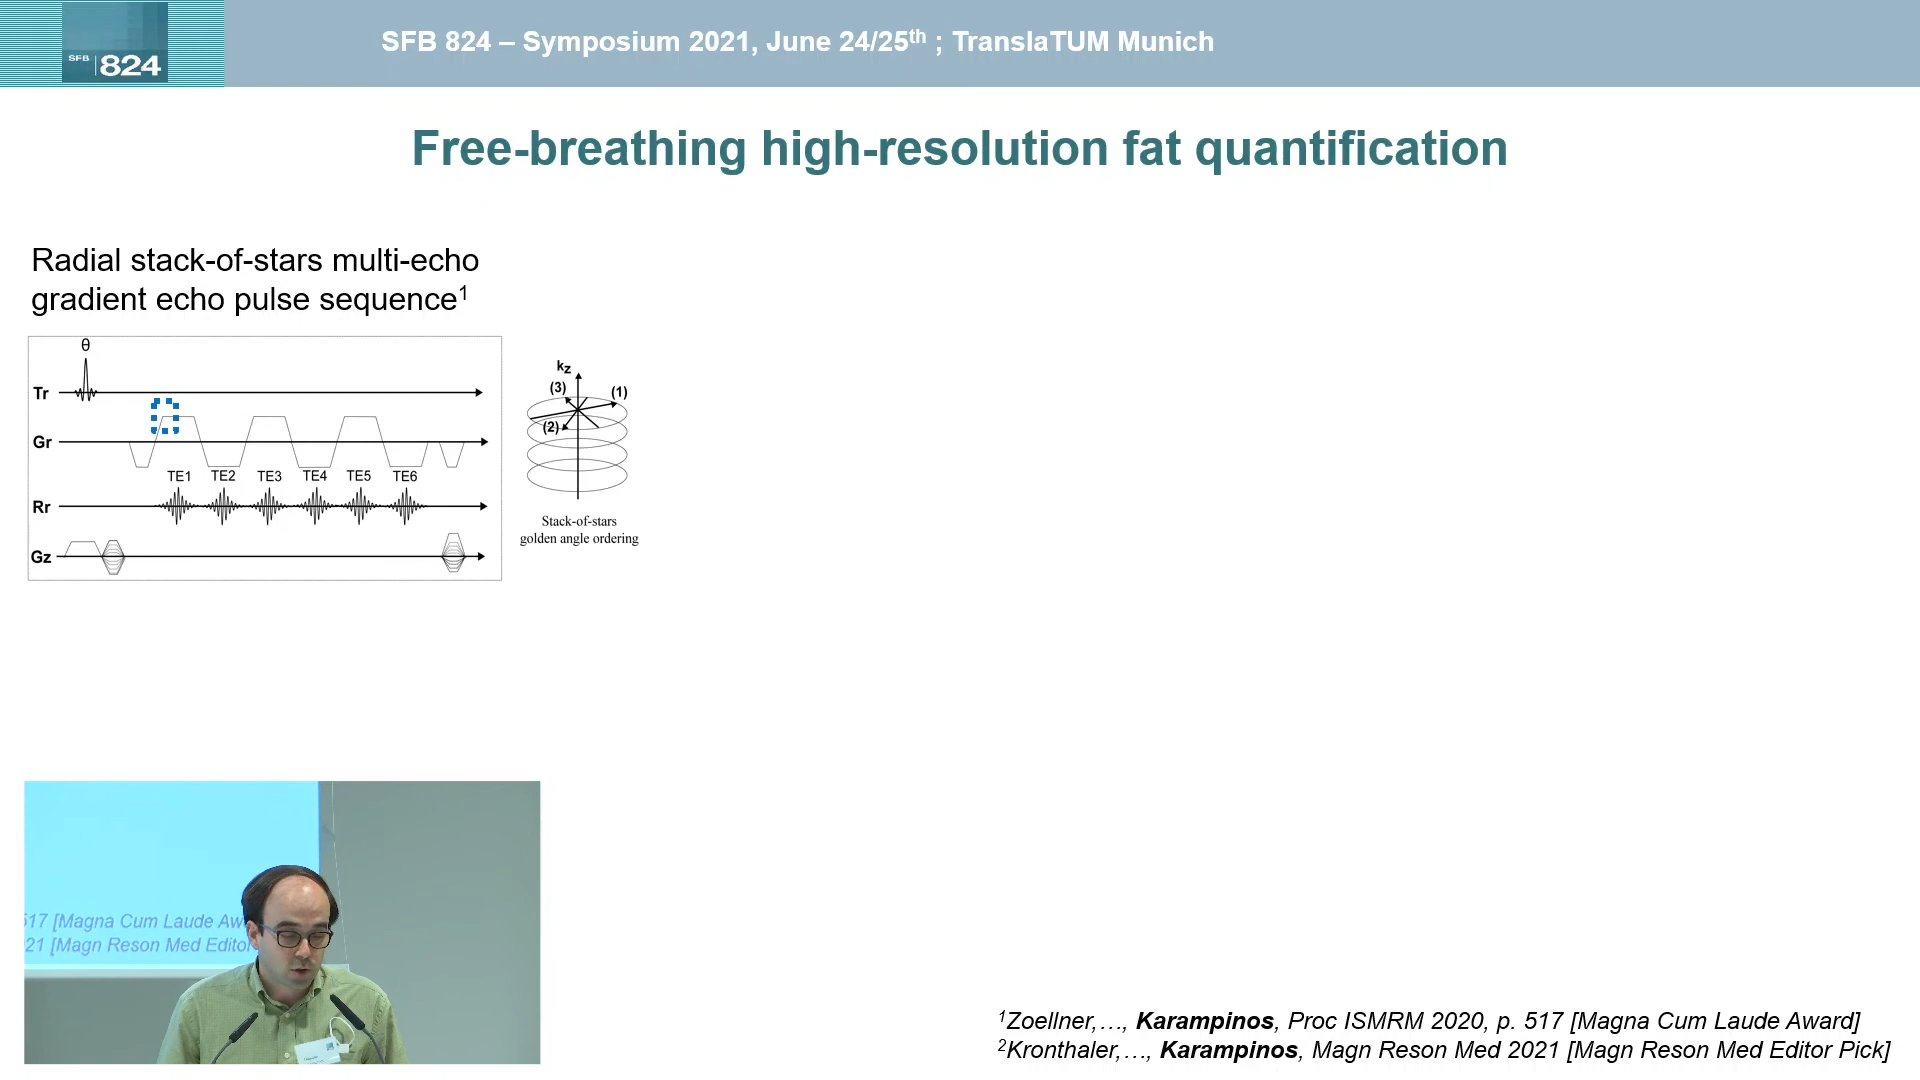 SFB 824
SFB 824 – Symposium 2021, June 24/25th ; TranslaTUM Munich
Free-breathing high-resolution fat quantification
Radial stack-of-stars multi-echo
gradient echo pulse sequence1
θ
Tr
Gr
TE1 TE2 TE3 TE4 TE5 TE6
Rr
Gz
kz
(3)
(1)
(2)
Stack-of-stars
golden angle ordering
517 [Magna Cum Laude Aw
21 [Magn Reson Med Editor
1Zoellner,…, Karampinos, Proc ISMRM 2020, p. 517 [Magna Cum Laude Award]
2Kronthaler,…, Karampinos, Magn Reson Med 2021 [Magn Reson Med Editor Pick]